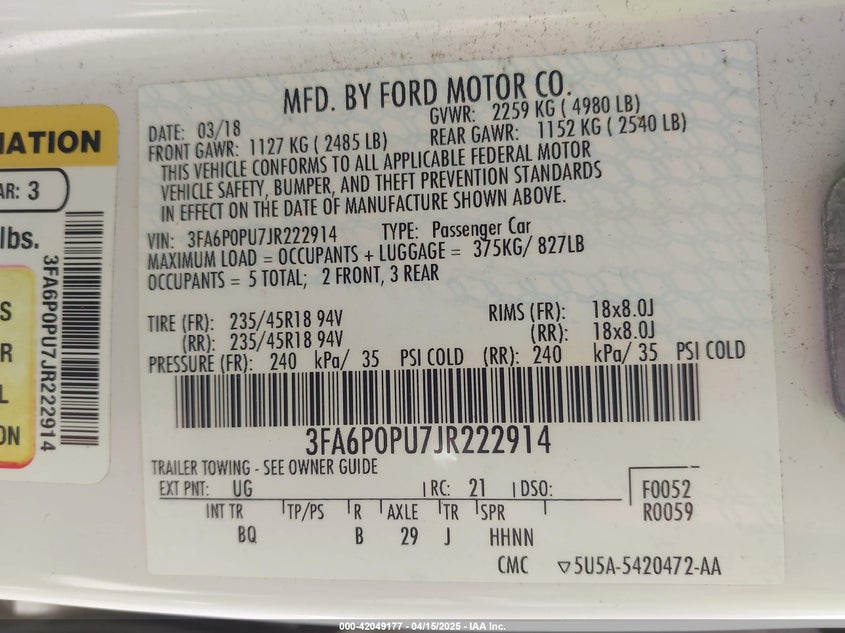 MFD. BY FORD MOTOR CO.
DATE: 03/18 GVWR: 2259 KG ( 4980 LB)
FRONT GAWR: 1127 KG ( 2485 LB) REAR GAWR: 1152 KG ( 2540 LB)
THIS VEHICLE CONFORMS TO ALL APPLICABLE FEDERAL MOTOR
VEHICLE SAFETY, BUMPER, AND THEFT PREVENTION STANDARDS
IN EFFECT ON THE DATE OF MANUFACTURE SHOWN ABOVE.
VIN: 3FA6P0PU7JR222914 TYPE: Passenger Car
MAXIMUM LOAD = OCCUPANTS + LUGGAGE = 375KG/ 827LB
OCCUPANTS = 5 TOTAL; 2 FRONT, 3 REAR
TIRE (FR): 235/45R18 94V RIMS (FR): 18x8.0J
(RR): 235/45R18 94V (RR): 18x8.0J
PRESSURE (FR): 240 kPa/ 35 PSI COLD (RR): 240 kPa/ 35 PSI COLD
3FA6P0PU7JR222914
TRAILER TOWING - SEE OWNER GUIDE
EXT PNT: UG RC: 21 DSO: F0052
INT TR TP/PS R AXLE TR SPR R0059
BQ B 29 J HHNN
CMC ▽5U5A-5420472-AA
IATION
AR: 3
lbs.
3FA6P0PU7JR222914
S
R
L
ON
000-42049177 - 04/15/2025 - IAA Inc.